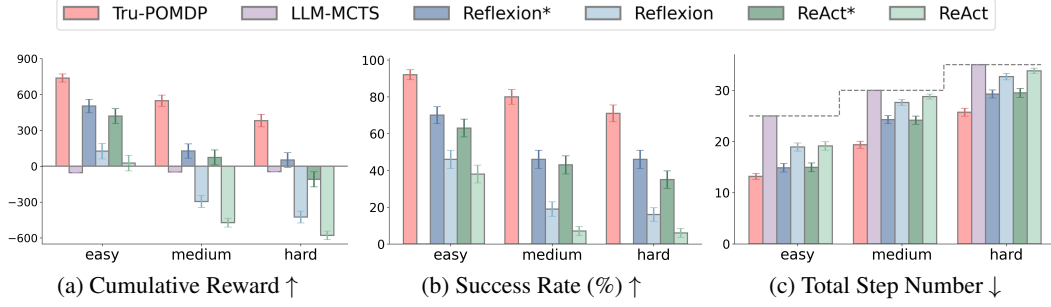 Tru-POMDP LLM-MCTS Reflexion* Reflexion ReAct* ReAct
900
600
300
0
−300
−600
easy medium hard
(a) Cumulative Reward ↑
100
80
60
40
20
0
easy medium hard
(b) Success Rate (%) ↑
30
20
10
0
easy medium hard
(c) Total Step Number ↓